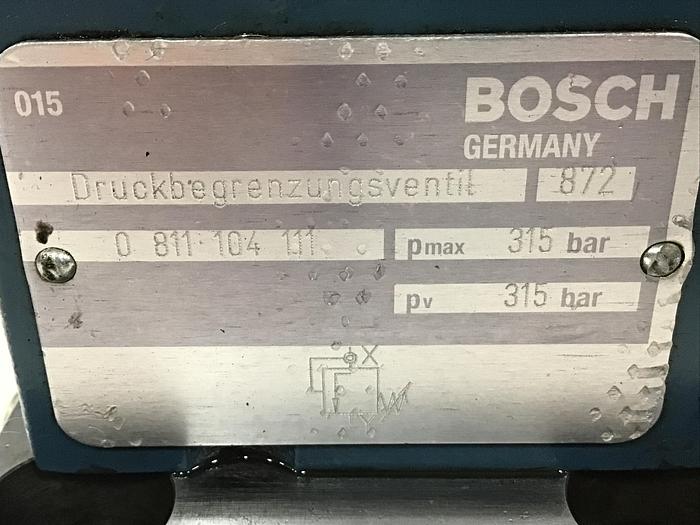 015
BOSCH
GERMANY
Druckbegrenzungsventil 872
0 811 104 111 pmax 315 bar
pv 315 bar
X
Y